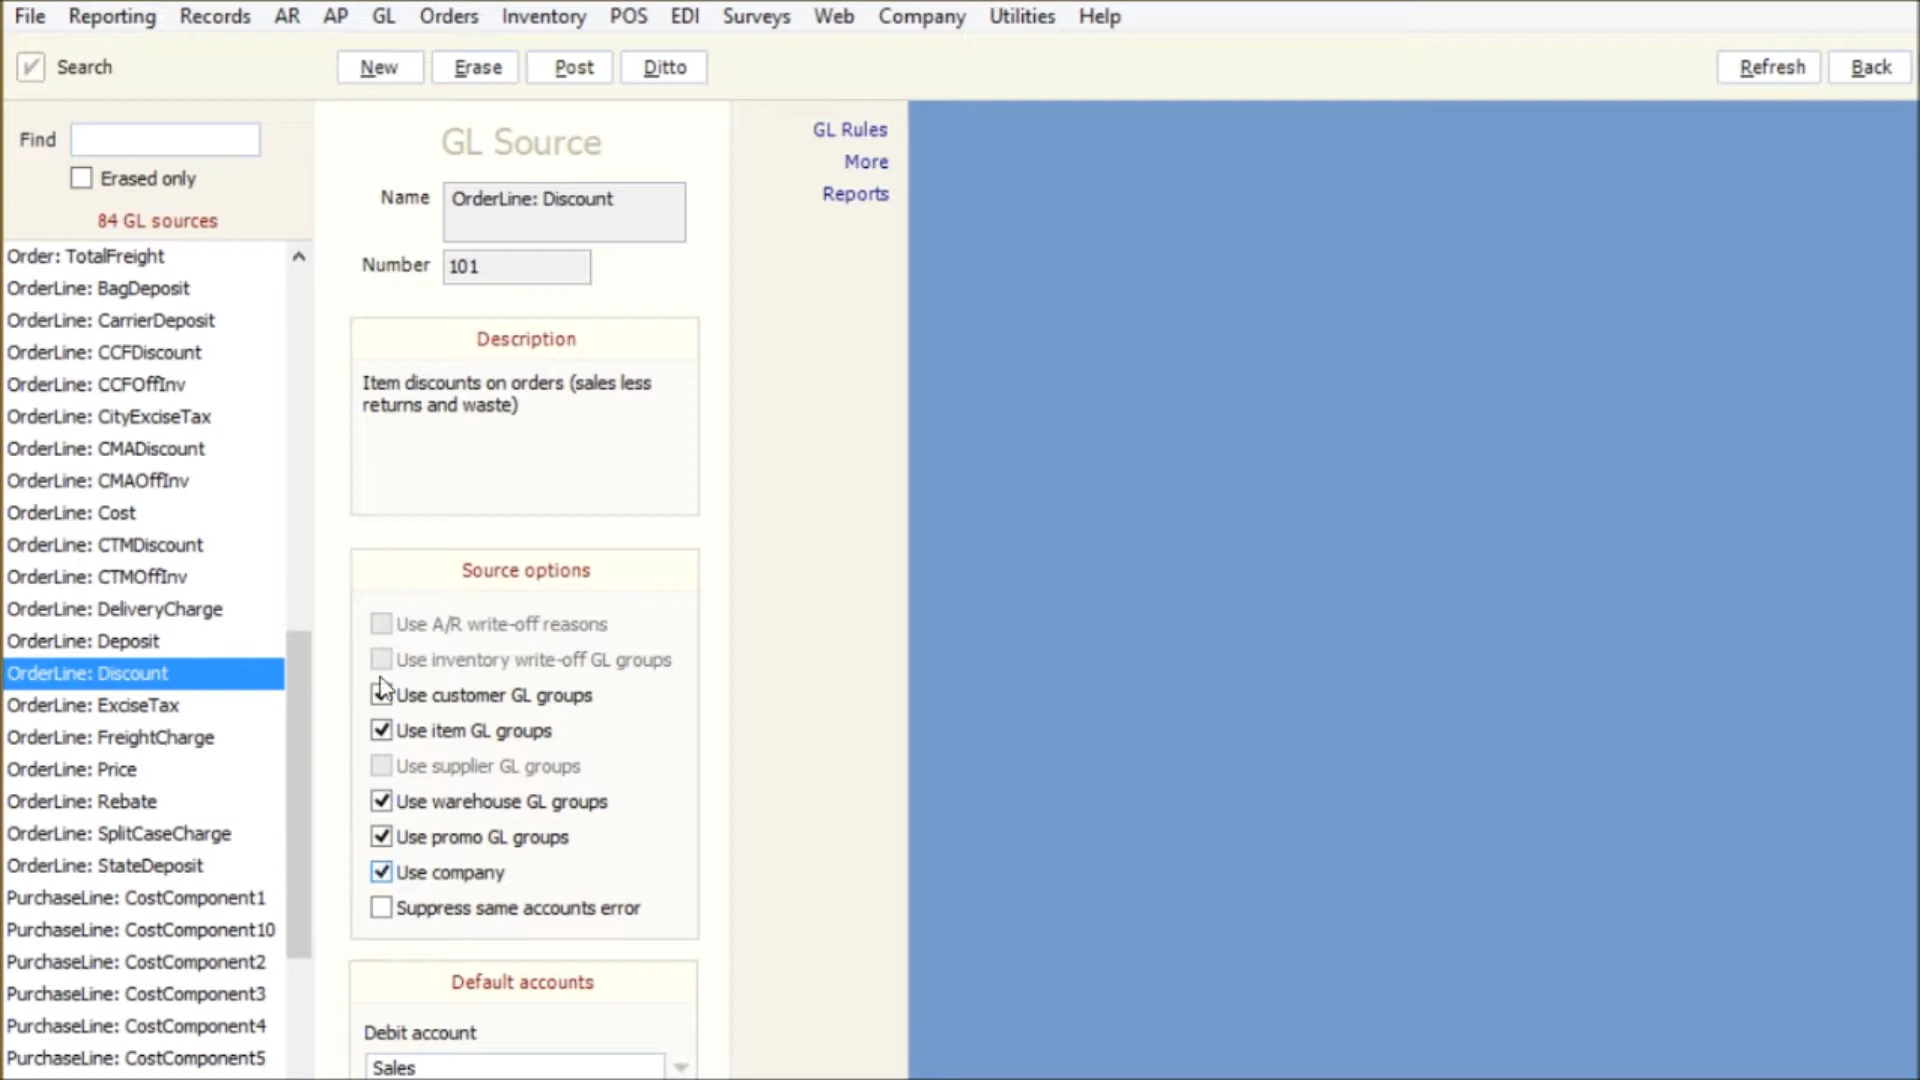 File Reporting Records AR AP GL Orders Inventory POS EDI Surveys Web Company Utilities Help
Search New Erase Post Ditto Refresh Back
Find
Erased only
84 GL sources
Order: TotalFreight
OrderLine: BagDeposit
OrderLine: CarrierDeposit
OrderLine: CCFDiscount
OrderLine: CCFOffInv
OrderLine: CityExciseTax
OrderLine: CMADiscount
OrderLine: CMAOffInv
OrderLine: Cost
OrderLine: CTMDiscount
OrderLine: CTMOffInv
OrderLine: DeliveryCharge
OrderLine: Deposit
OrderLine: Discount
OrderLine: ExciseTax
OrderLine: FreightCharge
OrderLine: Price
OrderLine: Rebate
OrderLine: SplitCaseCharge
OrderLine: StateDeposit
PurchaseLine: CostComponent1
PurchaseLine: CostComponent10
PurchaseLine: CostComponent2
PurchaseLine: CostComponent3
PurchaseLine: CostComponent4
PurchaseLine: CostComponent5
GL Source
Name OrderLine: Discount
Number 101
Description
Item discounts on orders (sales less
returns and waste)
Source options
Use A/R write-off reasons
Use inventory write-off GL groups
Use customer GL groups
Use item GL groups
Use supplier GL groups
Use warehouse GL groups
Use promo GL groups
Use company
Suppress same accounts error
Default accounts
Debit account
Sales
GL Rules
More
Reports